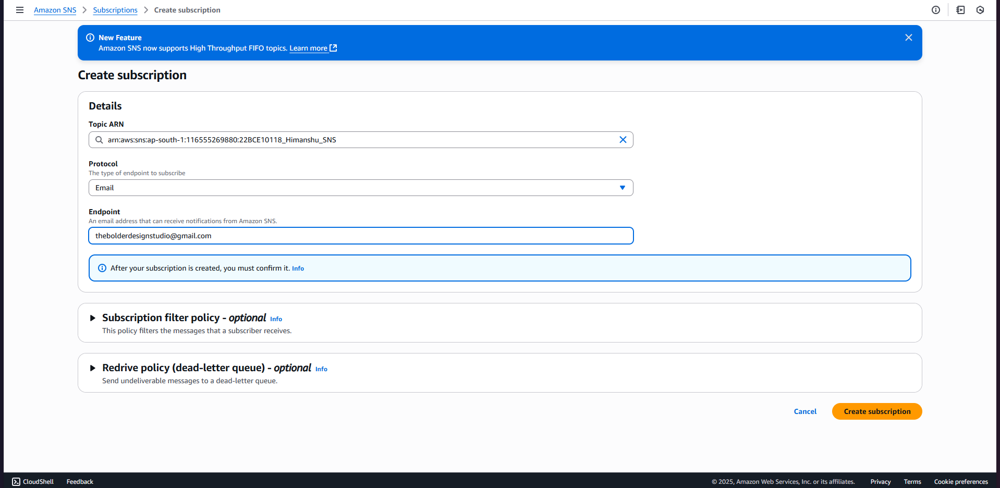 Amazon SNS > Subscriptions > Create subscription
New Feature
Amazon SNS now supports High Throughput FIFO topics. Learn more
Create subscription
Details
Topic ARN
arn:aws:sns:ap-south-1:116555269880:22BCE10118_Himanshu_SNS
Protocol
The type of endpoint to subscribe
Email
Endpoint
An email address that can receive notifications from Amazon SNS.
thebolderdesignstudio@gmail.com
After your subscription is created, you must confirm it. Info
Subscription filter policy - optional Info
This policy filters the messages that a subscriber receives.
Redrive policy (dead-letter queue) - optional Info
Send undeliverable messages to a dead-letter queue.
Cancel Create subscription
CloudShell Feedback © 2025, Amazon Web Services, Inc. or its affiliates. Privacy Terms Cookie preferences